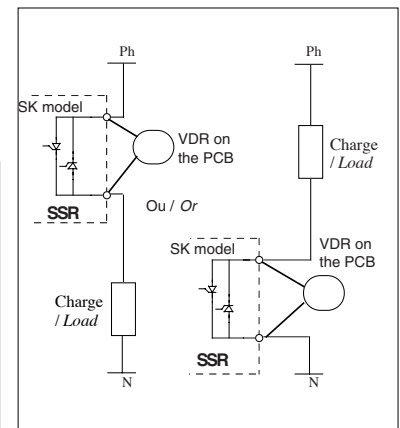 Ph
SK model
VDR on
the PCB
SSR
Ou / Or
Charge
/ Load
N
Ph
Charge
/ Load
SK model
VDR on
the PCB
SSR
N